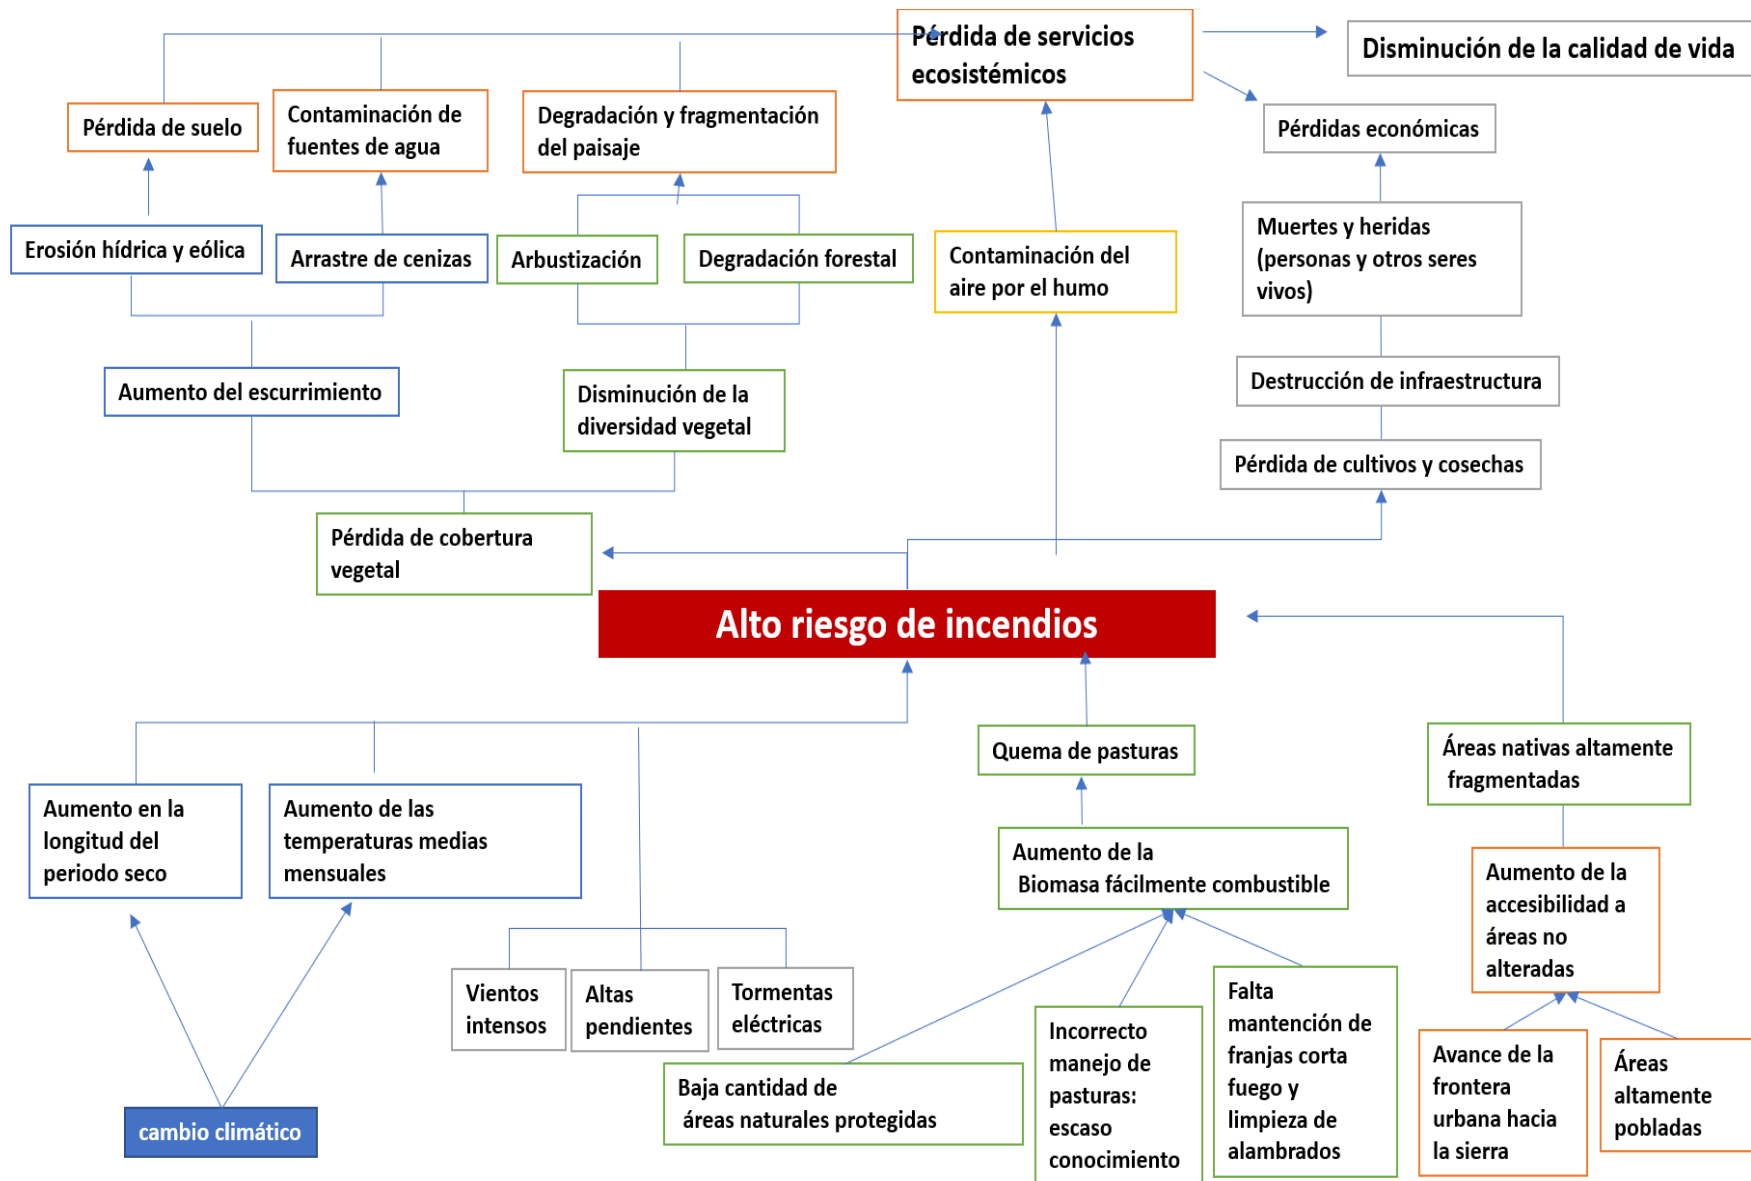 Pérdida de servicios
ecosistémicos
Disminución de la calidad de vida
Pérdida de suelo
Contaminación de
fuentes de agua
Degradación y fragmentación
del paisaje
Pérdidas económicas
Erosión hídrica y eólica
Arrastre de cenizas
Arbustización
Degradación forestal
Contaminación del
aire por el humo
Muertes y heridas
(personas y otros seres
vivos)
Aumento del escurrimiento
Disminución de la
diversidad vegetal
Destrucción de infraestructura
Pérdida de cultivos y cosechas
Pérdida de cobertura
vegetal
Alto riesgo de incendios
Quema de pasturas
Áreas nativas altamente
fragmentadas
Aumento en la
longitud del
periodo seco
Aumento de las
temperaturas medias
mensuales
Aumento de la
Biomasa fácilmente combustible
Aumento de la
accesibilidad a
áreas no
alteradas
Vientos
intensos
Altas
pendientes
Tormentas
eléctricas
Baja cantidad de
áreas naturales protegidas
Incorrecto
manejo de
pasturas:
escaso
conocimiento
Falta
mantención de
franjas corta
fuego y
limpieza de
alambrados
Avance de la
frontera
urbana hacia
la sierra
Áreas
altamente
pobladas
cambio climático